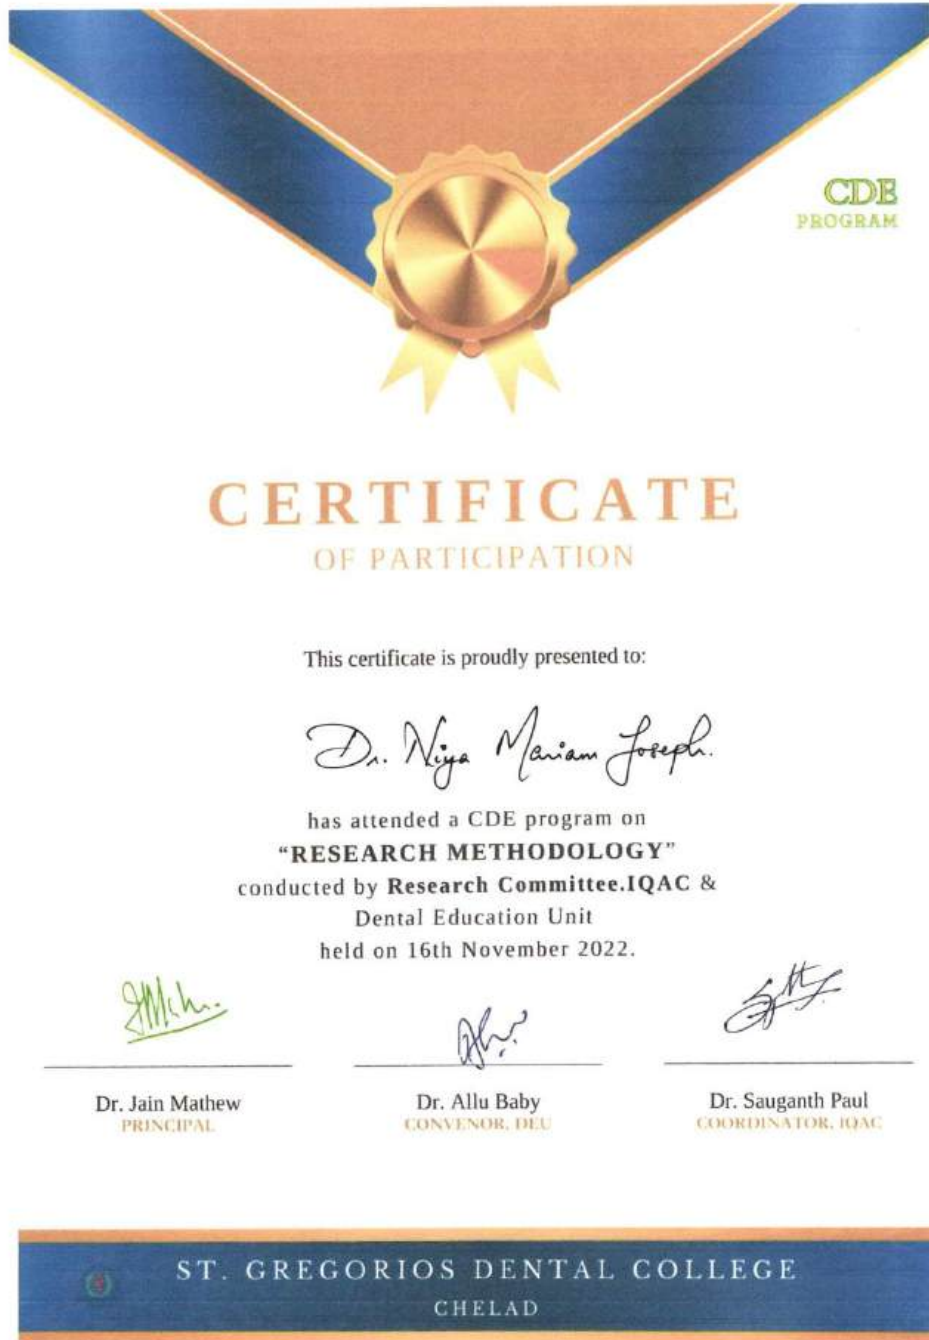 CDE
PROGRAM
CERTIFICATE
OF PARTICIPATION
This certificate is proudly presented to:
Dr. Niya Mariam Joseph.
has attended a CDE program on
“RESEARCH METHODOLOGY”
conducted by Research Committee.IQAC &
Dental Education Unit
held on 16th November 2022.
Dr. Jain Mathew
PRINCIPAL
Dr. Allu Baby
CONVENOR, DEU
Dr. Sauganth Paul
COORDINATOR, IQAC
ST. GREGORIOS DENTAL COLLEGE
CHELAD